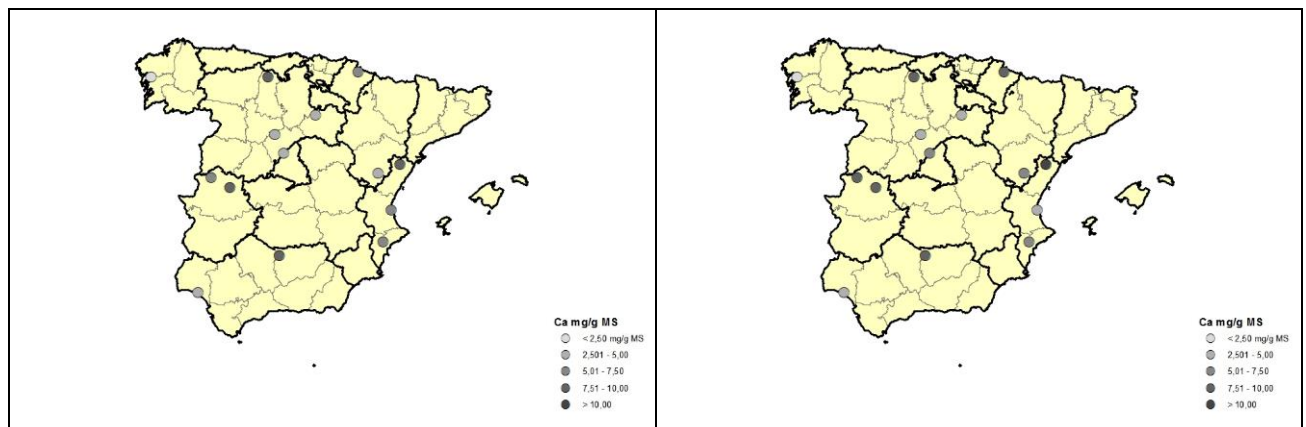 Ca mg/g MS
< 2,50 mg/g MS
2,501 - 5,00
5,01 - 7,50
7,51 - 10,00
> 10,00
Ca mg/g MS
< 2,50 mg/g MS
2,501 - 5,00
5,01 - 7,50
7,51 - 10,00
> 10,00